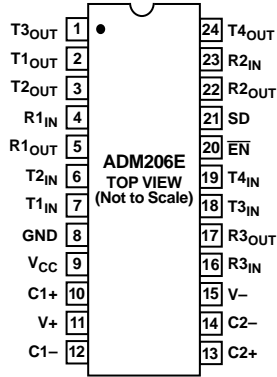 T3OUT 1 24 T4OUT
T1OUT 2 23 R2IN
T2OUT 3 22 R2OUT
R1IN 4 21 SD
R1OUT 5 20 E̅N̅
T2IN 6 19 T4IN
T1IN 7 18 T3IN
GND 8 17 R3OUT
VCC 9 16 R3IN
C1+ 10 15 V–
V+ 11 14 C2–
C1– 12 13 C2+
ADM206E
TOP VIEW
(Not to Scale)